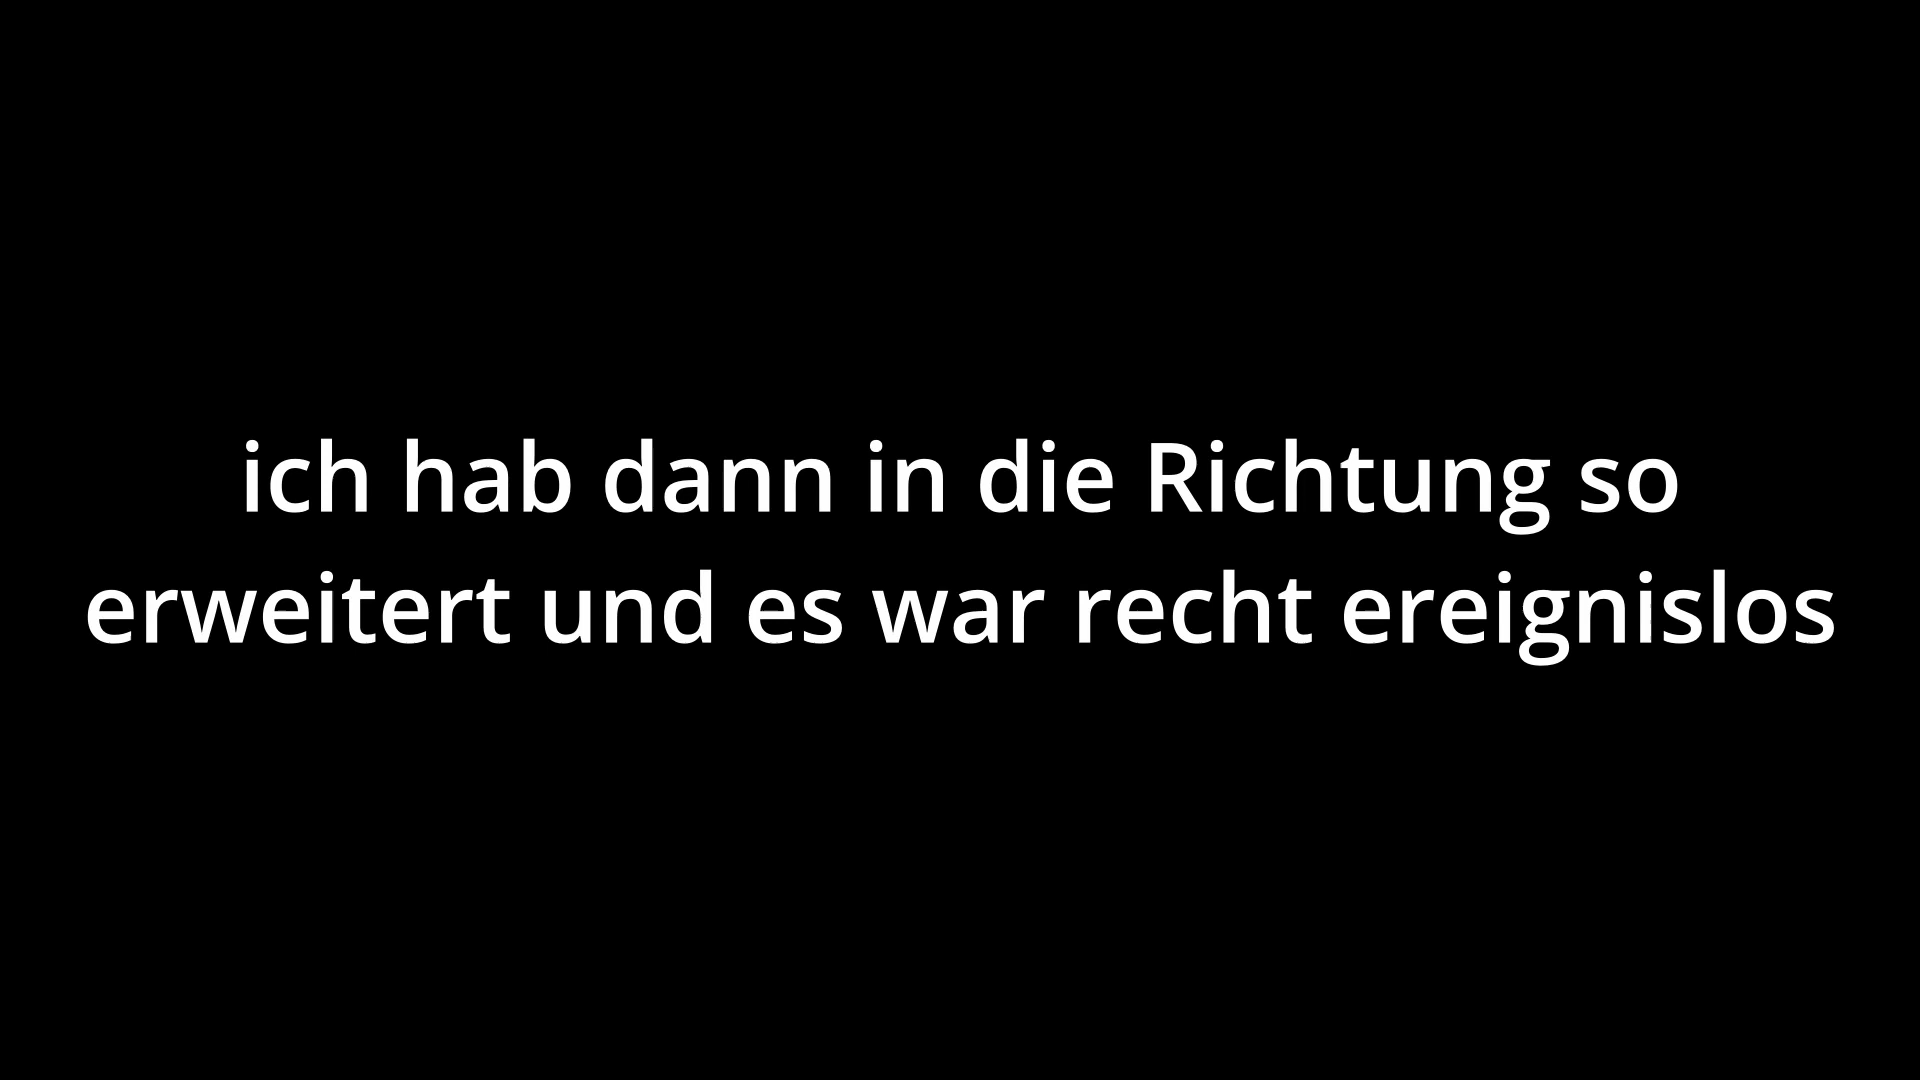 ich hab dann in die Richtung so
erweitert und es war recht ereignislos